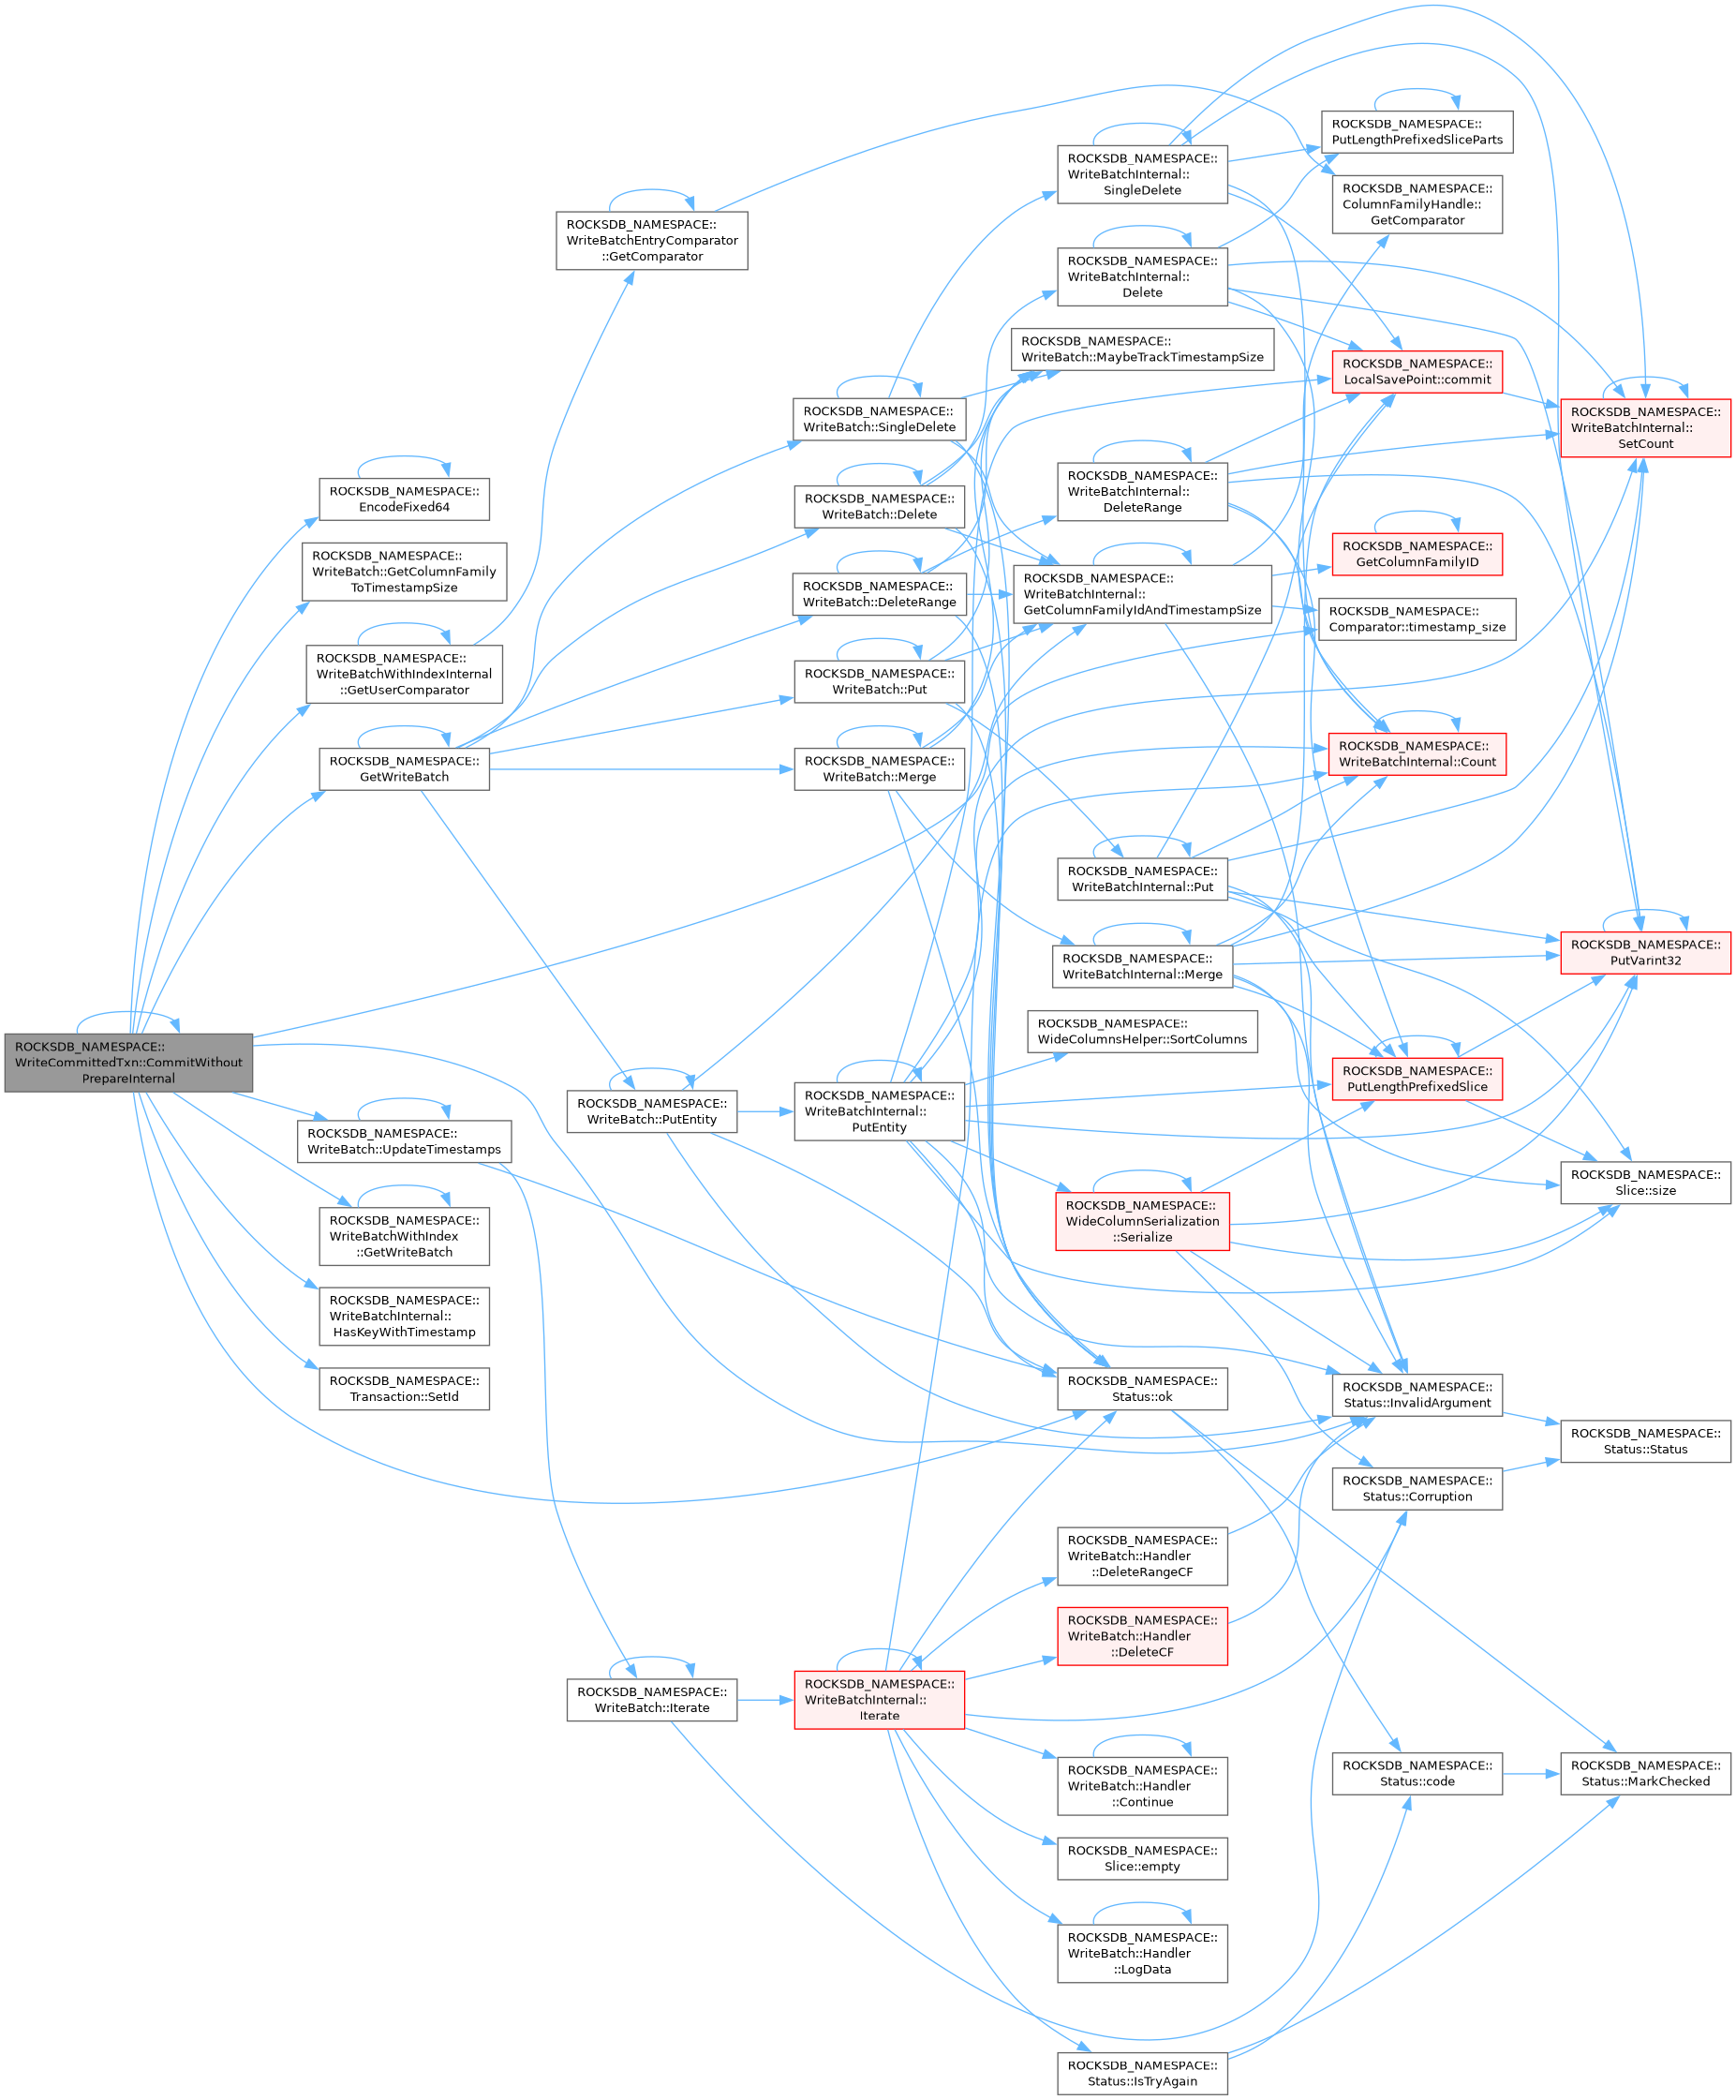 ROCKSDB_NAMESPACE::
WriteCommittedTxn::CommitWithout
PrepareInternal
ROCKSDB_NAMESPACE::
EncodeFixed64
ROCKSDB_NAMESPACE::
WriteBatch::GetColumnFamily
ToTimestampSize
ROCKSDB_NAMESPACE::
WriteBatchWithIndexInternal
::GetUserComparator
ROCKSDB_NAMESPACE::
GetWriteBatch
ROCKSDB_NAMESPACE::
WriteBatch::UpdateTimestamps
ROCKSDB_NAMESPACE::
WriteBatchWithIndex
::GetWriteBatch
ROCKSDB_NAMESPACE::
WriteBatchInternal::
HasKeyWithTimestamp
ROCKSDB_NAMESPACE::
Transaction::SetId
ROCKSDB_NAMESPACE::
WriteBatchEntryComparator
::GetComparator
ROCKSDB_NAMESPACE::
WriteBatch::PutEntity
ROCKSDB_NAMESPACE::
WriteBatch::Iterate
ROCKSDB_NAMESPACE::
WriteBatch::SingleDelete
ROCKSDB_NAMESPACE::
WriteBatch::Delete
ROCKSDB_NAMESPACE::
WriteBatch::DeleteRange
ROCKSDB_NAMESPACE::
WriteBatch::Put
ROCKSDB_NAMESPACE::
WriteBatch::Merge
ROCKSDB_NAMESPACE::
WriteBatchInternal::
PutEntity
ROCKSDB_NAMESPACE::
WriteBatchInternal::
Iterate
ROCKSDB_NAMESPACE::
WriteBatchInternal::
SingleDelete
ROCKSDB_NAMESPACE::
WriteBatchInternal::
Delete
ROCKSDB_NAMESPACE::
WriteBatch::MaybeTrackTimestampSize
ROCKSDB_NAMESPACE::
WriteBatchInternal::
DeleteRange
ROCKSDB_NAMESPACE::
WriteBatchInternal::
GetColumnFamilyIdAndTimestampSize
ROCKSDB_NAMESPACE::
WriteBatchInternal::Put
ROCKSDB_NAMESPACE::
WriteBatchInternal::Merge
ROCKSDB_NAMESPACE::
WideColumnsHelper::SortColumns
ROCKSDB_NAMESPACE::
WideColumnSerialization
::Serialize
ROCKSDB_NAMESPACE::
Status::ok
ROCKSDB_NAMESPACE::
WriteBatch::Handler
::DeleteRangeCF
ROCKSDB_NAMESPACE::
WriteBatch::Handler
::DeleteCF
ROCKSDB_NAMESPACE::
WriteBatch::Handler
::Continue
ROCKSDB_NAMESPACE::
Slice::empty
ROCKSDB_NAMESPACE::
WriteBatch::Handler
::LogData
ROCKSDB_NAMESPACE::
Status::IsTryAgain
ROCKSDB_NAMESPACE::
PutLengthPrefixedSliceParts
ROCKSDB_NAMESPACE::
ColumnFamilyHandle::
GetComparator
ROCKSDB_NAMESPACE::
LocalSavePoint::commit
ROCKSDB_NAMESPACE::
GetColumnFamilyID
ROCKSDB_NAMESPACE::
Comparator::timestamp_size
ROCKSDB_NAMESPACE::
WriteBatchInternal::Count
ROCKSDB_NAMESPACE::
PutLengthPrefixedSlice
ROCKSDB_NAMESPACE::
Status::InvalidArgument
ROCKSDB_NAMESPACE::
Status::Corruption
ROCKSDB_NAMESPACE::
Status::code
ROCKSDB_NAMESPACE::
WriteBatchInternal::
SetCount
ROCKSDB_NAMESPACE::
PutVarint32
ROCKSDB_NAMESPACE::
Slice::size
ROCKSDB_NAMESPACE::
Status::Status
ROCKSDB_NAMESPACE::
Status::MarkChecked